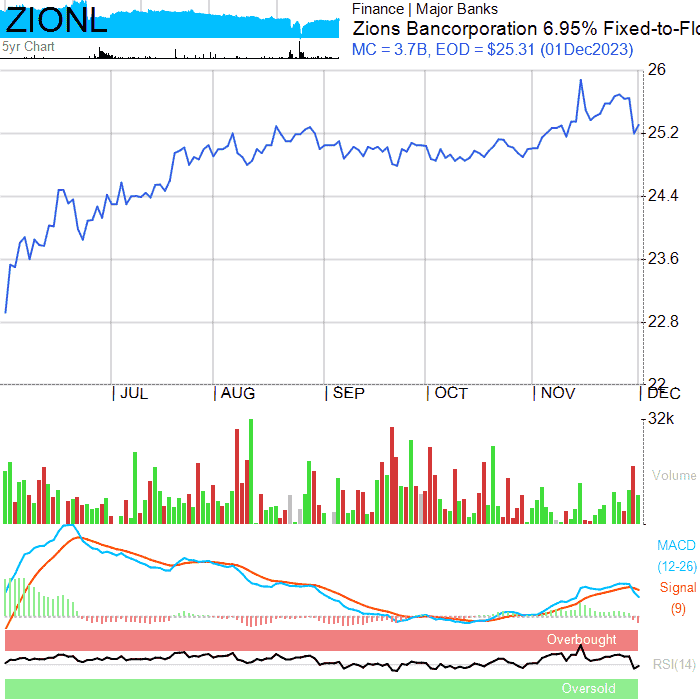 ZIONL
5yr Chart
Finance | Major Banks
Zions Bancorporation 6.95% Fixed-to-Flo
MC = 3.7B, EOD = $25.31 (01Dec2023)
26
25.2
24.4
23.6
22.8
22
JUL AUG SEP OCT NOV DEC
32k
Volume
MACD
(12-26)
Signal
(9)
Overbought
RSI(14)
Oversold